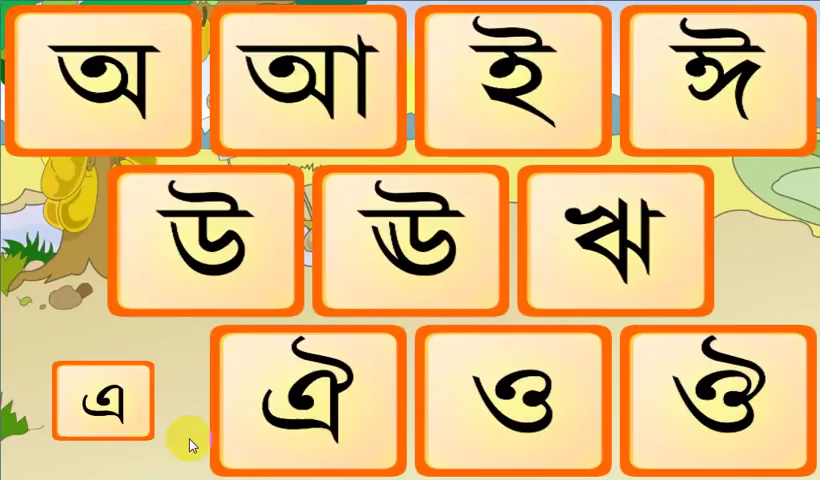 অ আ ই ঈ
উ ঊ ঋ
এ ঐ ও ঔ